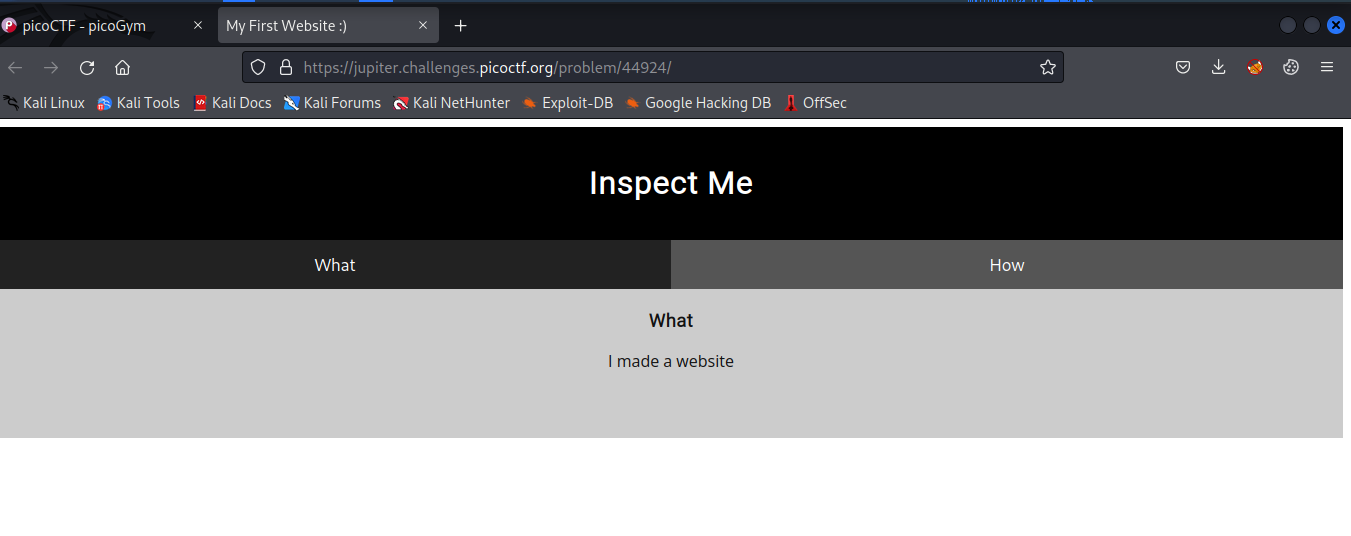 picoCTF - picoGym
My First Website :)
https://jupiter.challenges.picoctf.org/problem/44924/
Kali Linux Kali Tools Kali Docs Kali Forums Kali NetHunter Exploit-DB Google Hacking DB OffSec
Inspect Me
What How
What
I made a website